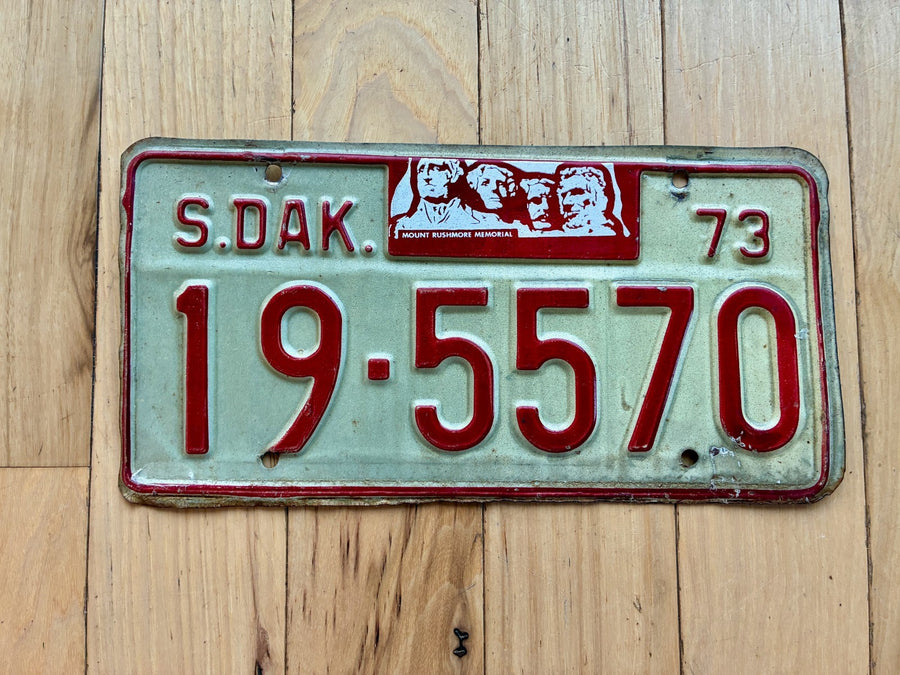 S.DAK.
MOUNT RUSHMORE MEMORIAL
73
19·5570